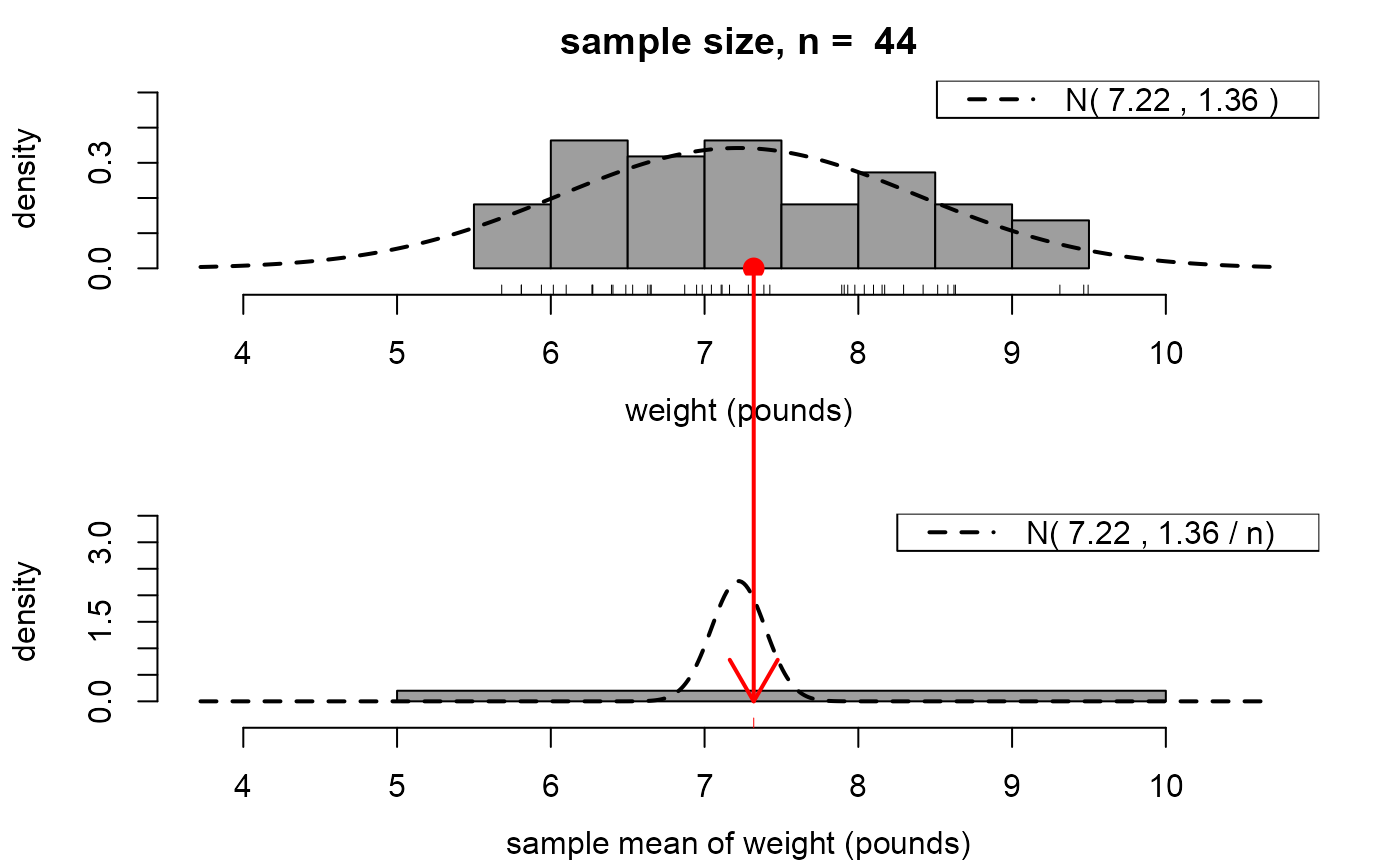 sample size, n =  44
N( 7.22 , 1.36 )
density
0.3
0.0
4 5 6 7 8 9 10
weight (pounds)
N( 7.22 , 1.36 / n)
density
3.0
1.5
0.0
4 5 6 7 8 9 10
sample mean of weight (pounds)